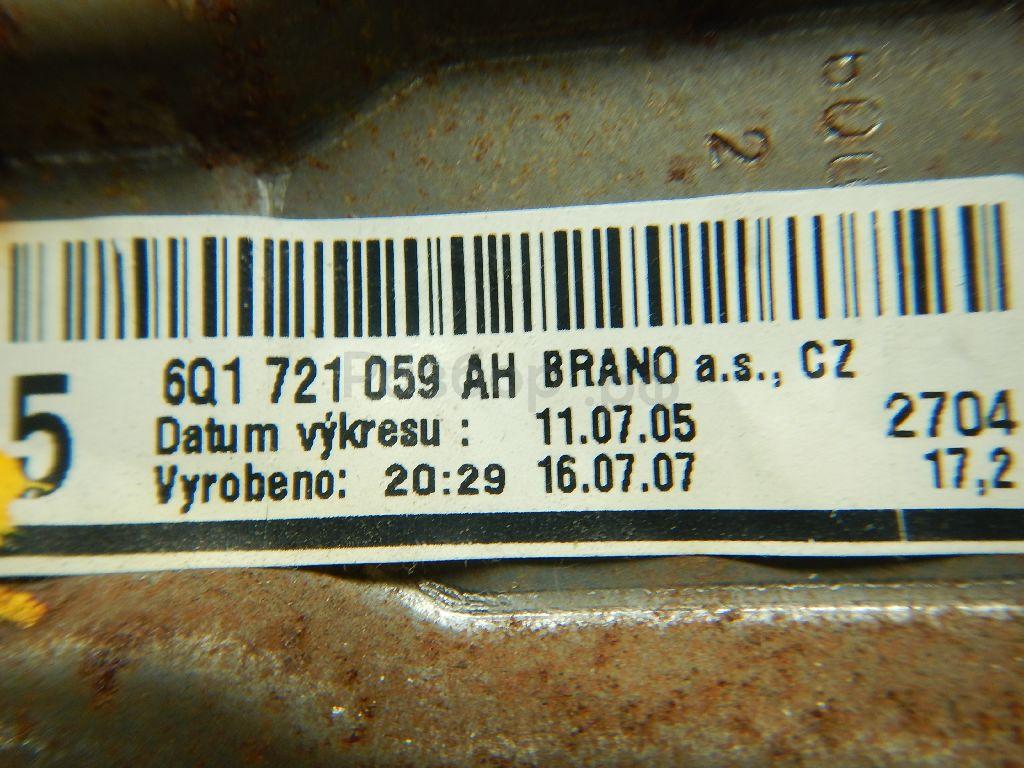 2
6Q1 721 059 AH BRANO a.s., CZ
5
Datum výkresu : 11.07.05 2704
Vyrobeno: 20:29 16.07.07 17,2